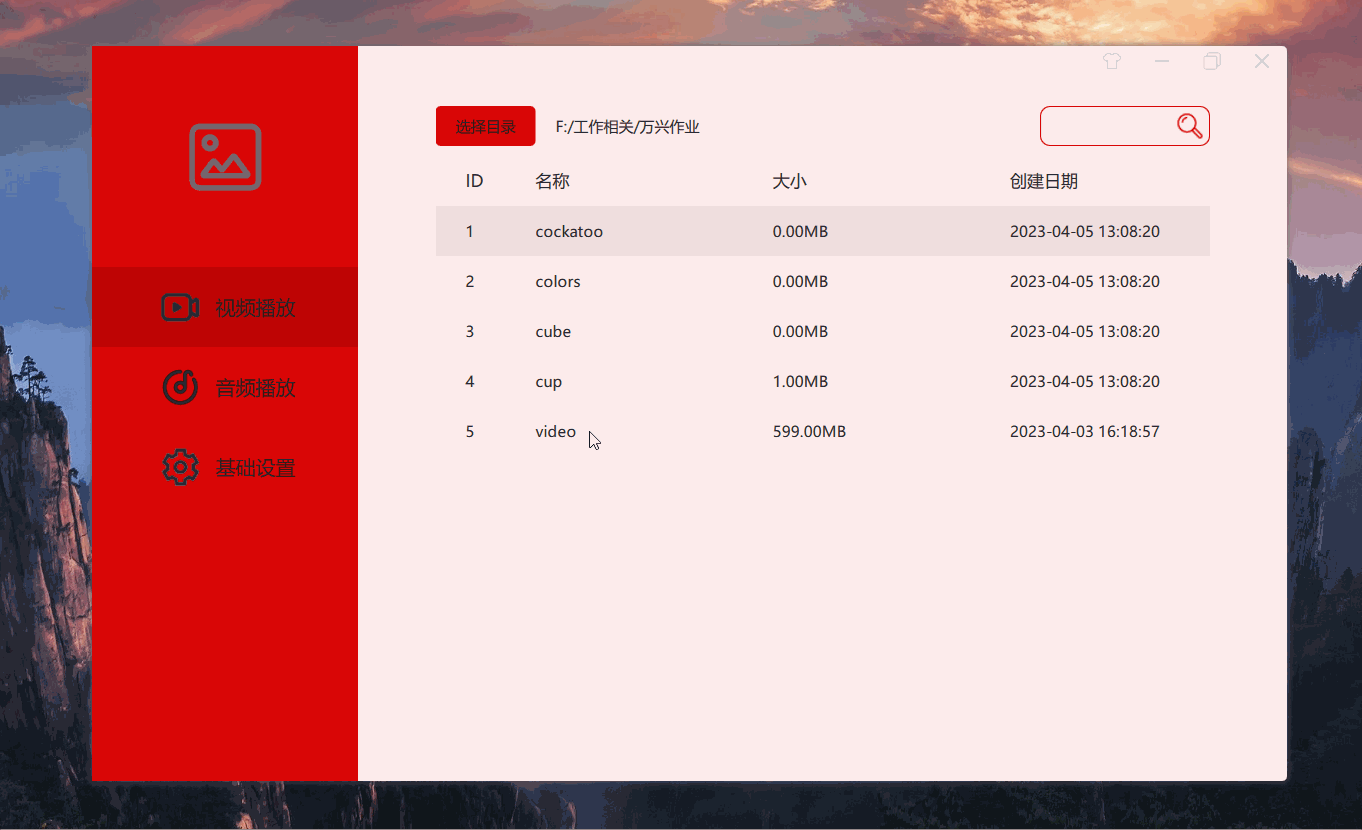 选择目录 F:/工作相关/万兴作业
ID 名称 大小 创建日期
1 cockatoo 0.00MB 2023-04-05 13:08:20
2 colors 0.00MB 2023-04-05 13:08:20
3 cube 0.00MB 2023-04-05 13:08:20
4 cup 1.00MB 2023-04-05 13:08:20
5 video 599.00MB 2023-04-03 16:18:57
视频播放
音频播放
基础设置